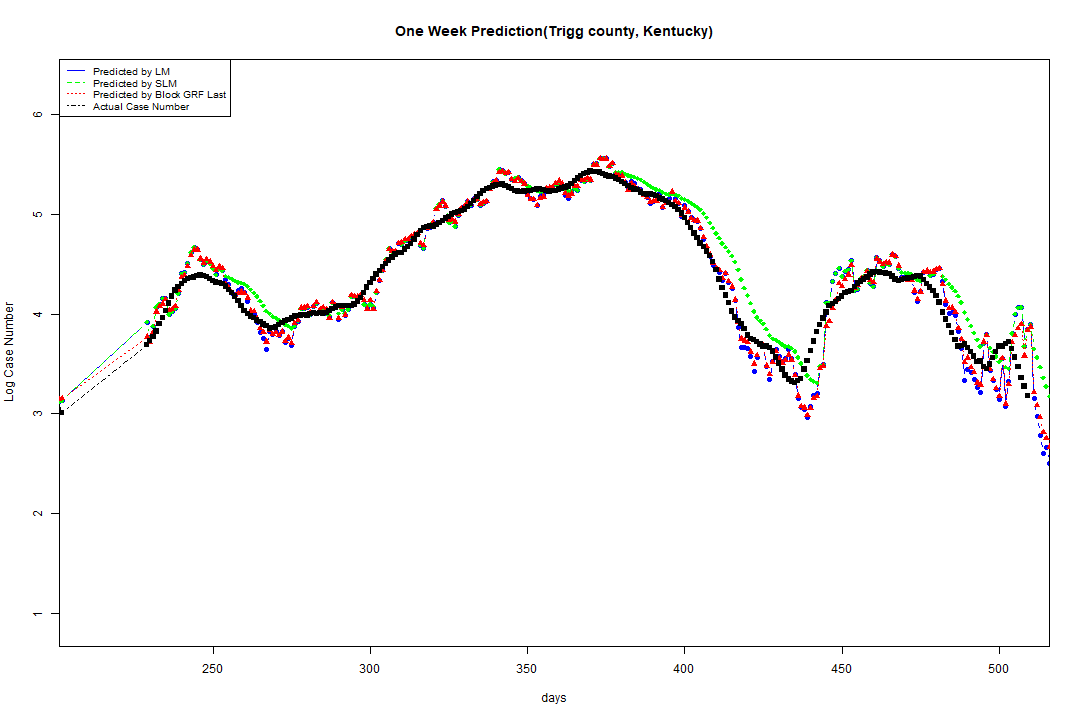 One Week Prediction(Trigg county, Kentucky)
Predicted by LM
Predicted by SLM
Predicted by Block GRF Last
Actual Case Number
Log Case Number
6
5
4
3
2
1
250 300 350 400 450 500
days